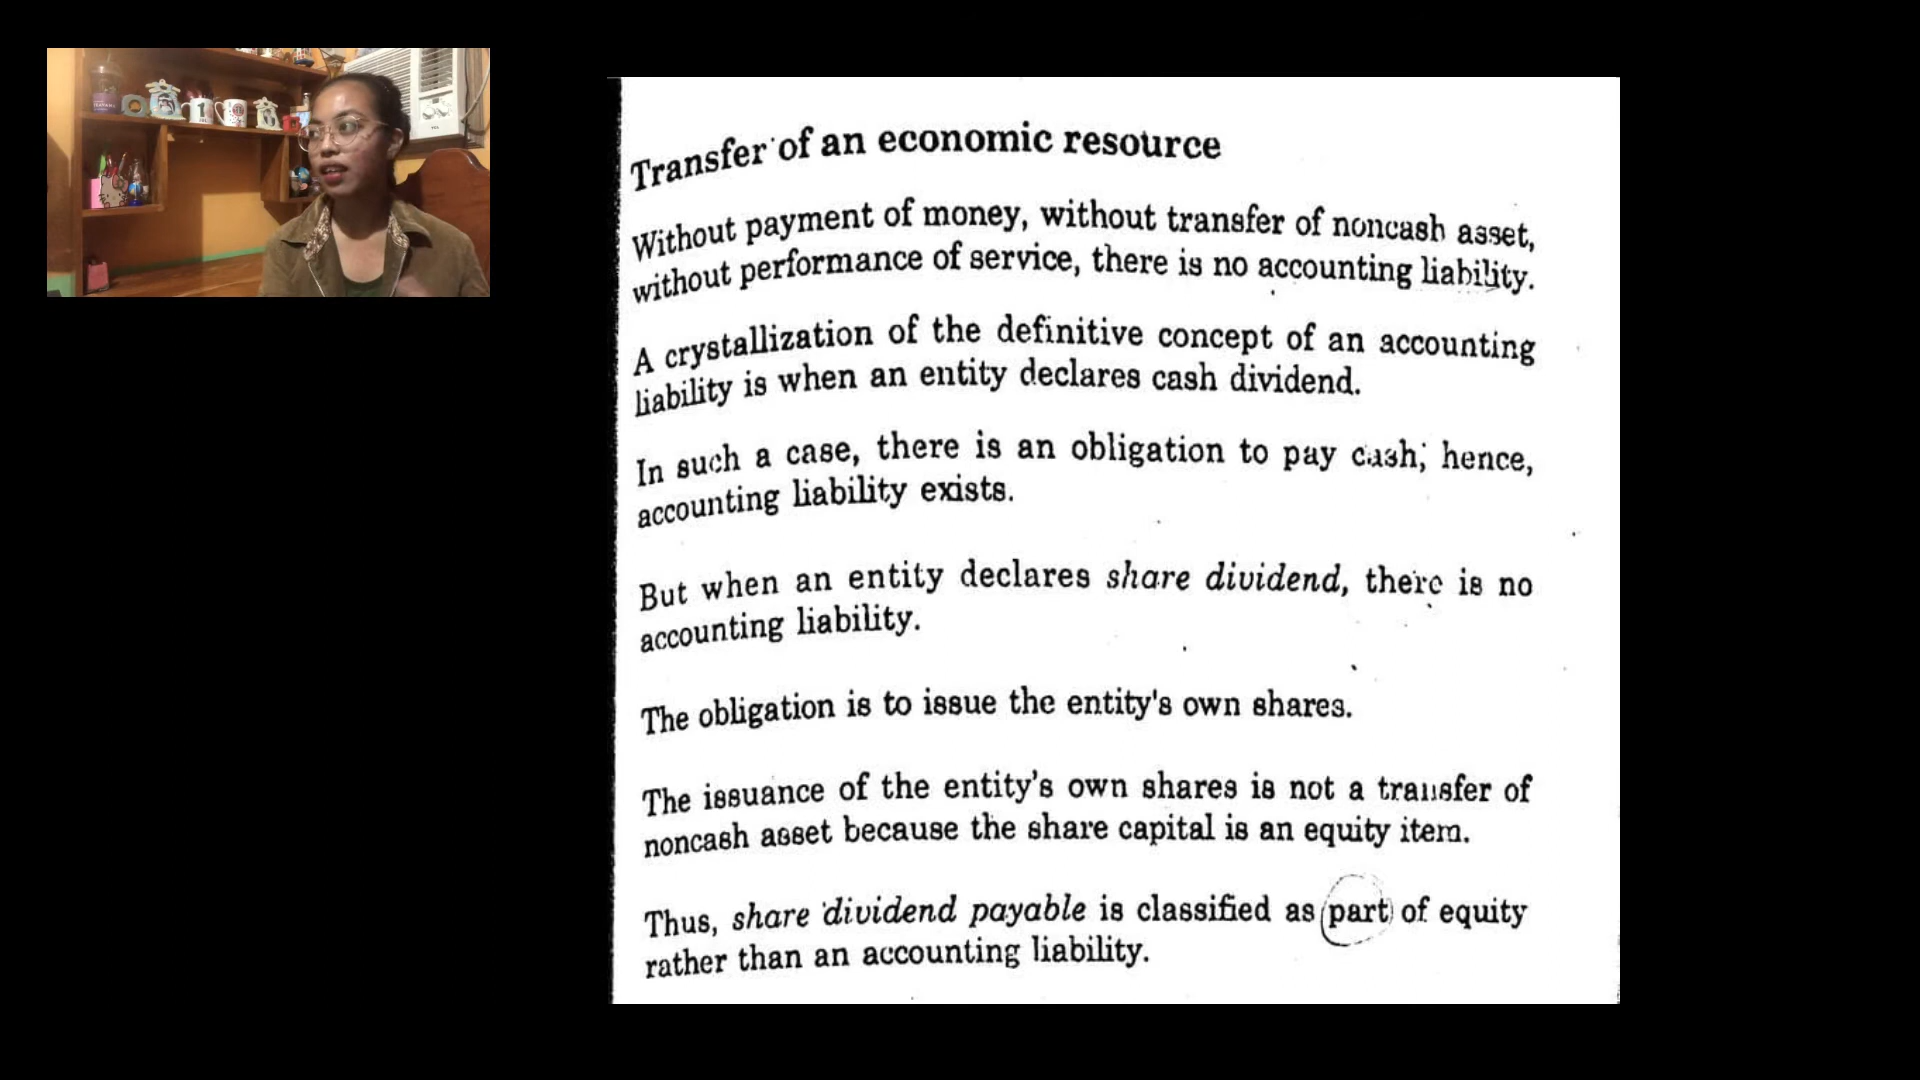 Transfer of an economic resource
Without payment of money, without transfer of noncash asset,
without performance of service, there is no accounting liability.
A crystallization of the definitive concept of an accounting
liability is when an entity declares cash dividend.
In such a case, there is an obligation to pay cash; hence,
accounting liability exists.
But when an entity declares share dividend, there is no
accounting liability.
The obligation is to issue the entity's own shares.
The issuance of the entity's own shares is not a transfer of
noncash asset because the share capital is an equity item.
Thus, share dividend payable is classified as part of equity
rather than an accounting liability.